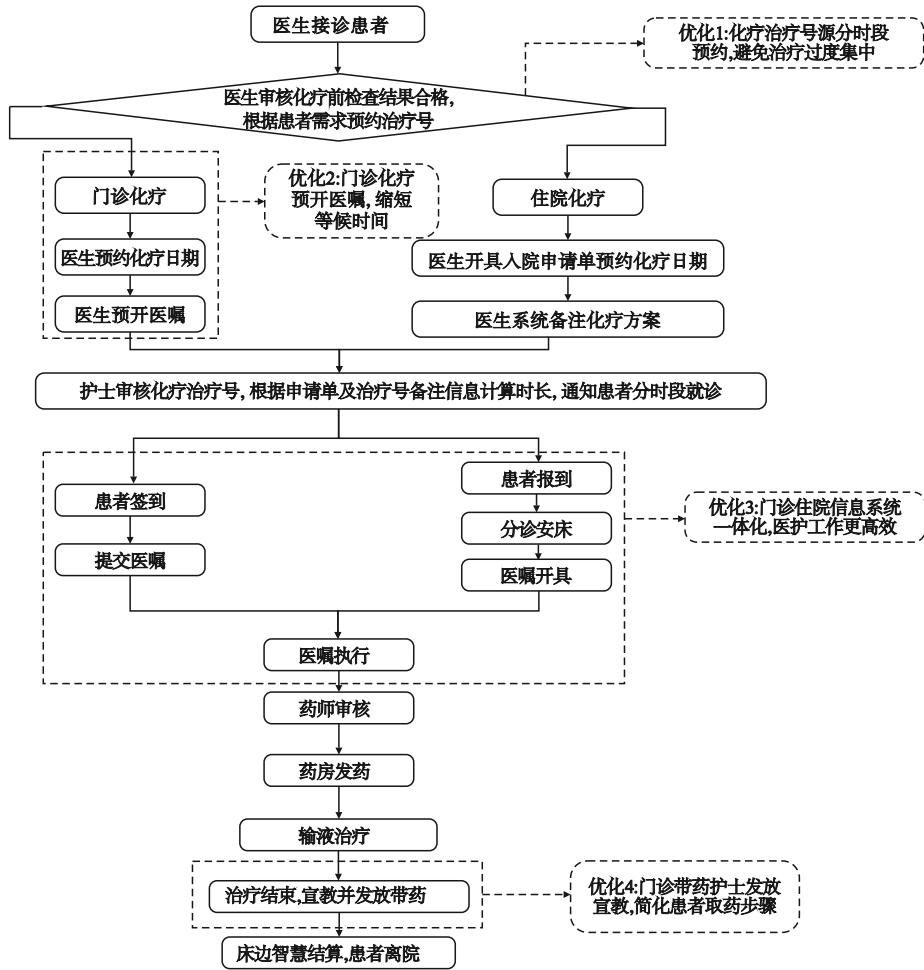 医生接诊患者
优化1:化疗治疗号源分时段
预约,避免治疗过度集中
医生审核化疗前检查结果合格,
根据患者需求预约治疗号
门诊化疗
医生预约化疗日期
医生预开医嘱
优化2:门诊化疗
预开医嘱,缩短
等候时间
住院化疗
医生开具入院申请单预约化疗日期
医生系统备注化疗方案
护士审核化疗治疗号,根据申请单及治疗号备注信息计算时长,通知患者分时段就诊
患者签到
提交医嘱
患者报到
分诊安床
医嘱开具
优化3:门诊住院信息系统
一体化,医护工作更高效
医嘱执行
药师审核
药房发药
输液治疗
治疗结束,宣教并发放带药
优化4:门诊带药护士发放
宣教,简化患者取药步骤
床边智慧结算,患者离院